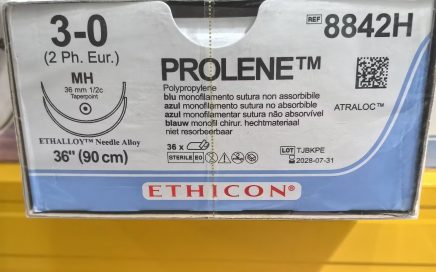 3-0
(2 Ph. Eur.)
MH
36 mm 1/2c
Taperpoint
ETHALLOY™ Needle Alloy
36" (90 cm)
REF 8842H
PROLENE™
Polypropylene
blu monofilamento sutura non assorbibile
azul monofilamento sutura no absorbible
azul monofilamento sutura não absorvível
blauw monofil chirur. hechtmateriaal
niet resorbeerbaar
ATRALOC™
36 x
STERILE EO
LOT TJBKPE
2028-07-31
ETHICON®